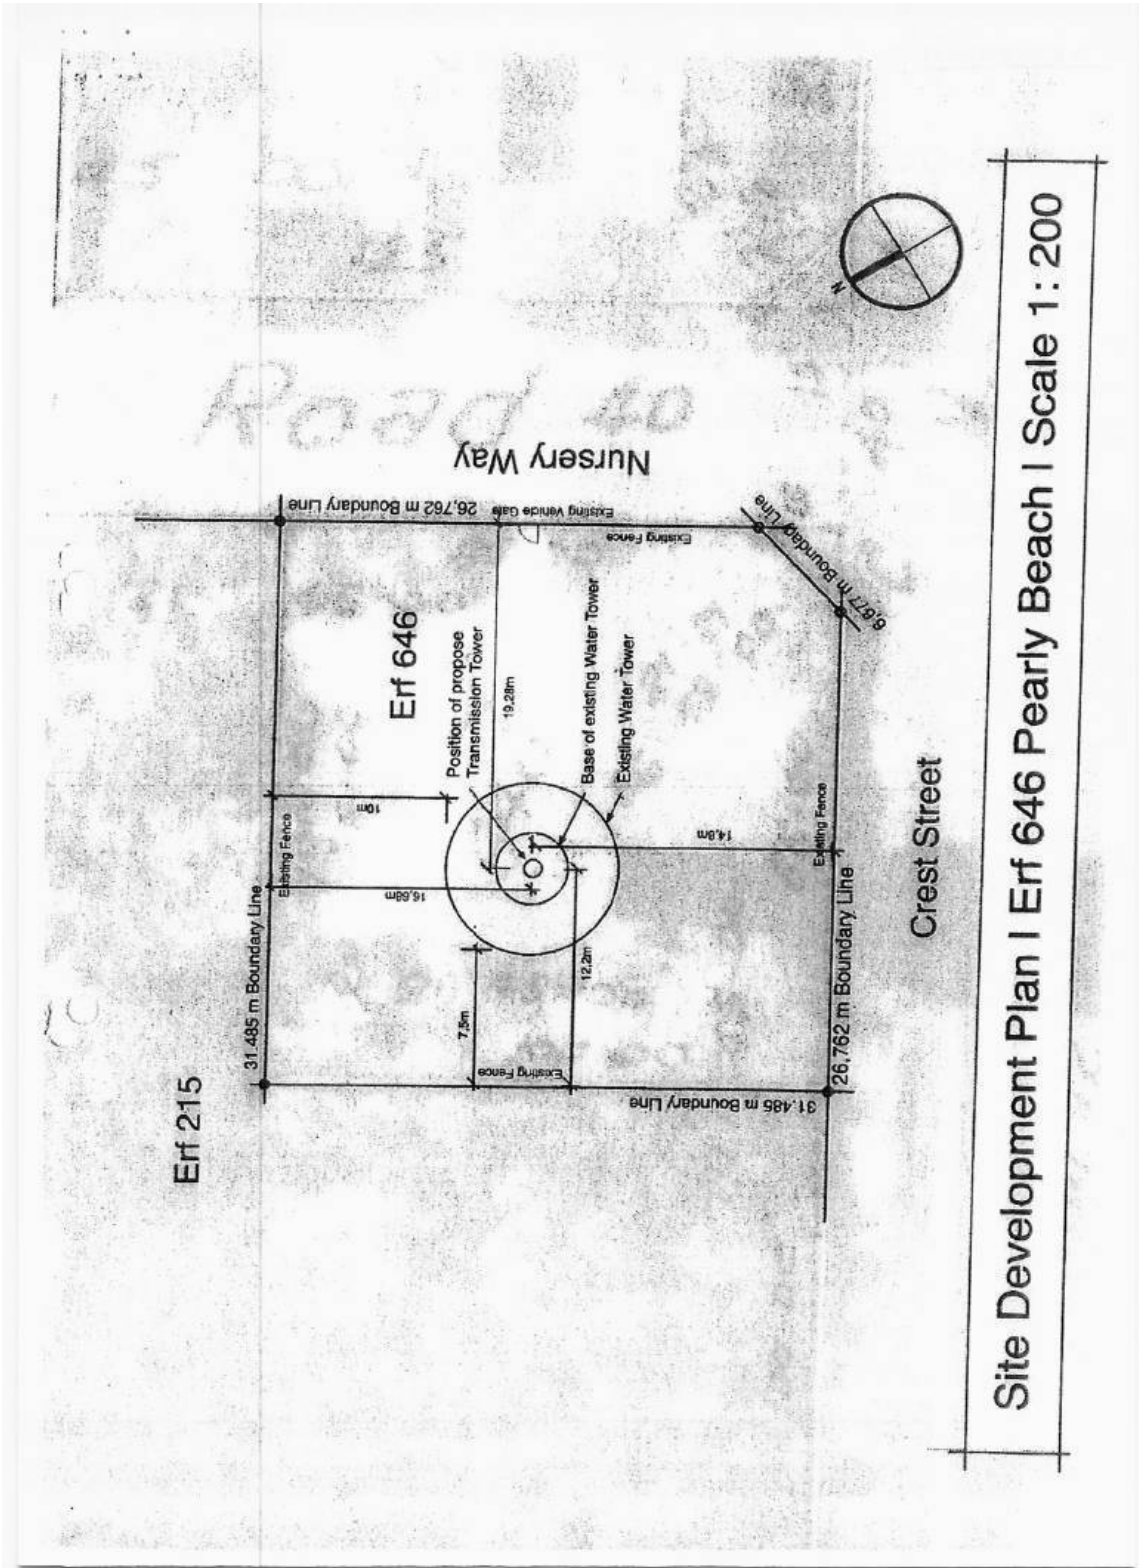 Erf 215
31.485 m Boundary Line
Existing Fence
10m
16,68m
Erf 646
Position of propose
Transmission Tower
19,28m
Base of existing Water Tower
Existing Water Tower
7,5m
12,2m
14,8m
Existing Fence
31.485 m Boundary Line
26,762 m Boundary Line
Existing Vehicle Gate
Existing Fence
Nursery Way
Road 40
6,677 m Boundary Line
Existing Fence
26,762 m Boundary Line
Crest Street
N
Site Development Plan I Erf 646 Pearly Beach I Scale 1: 200